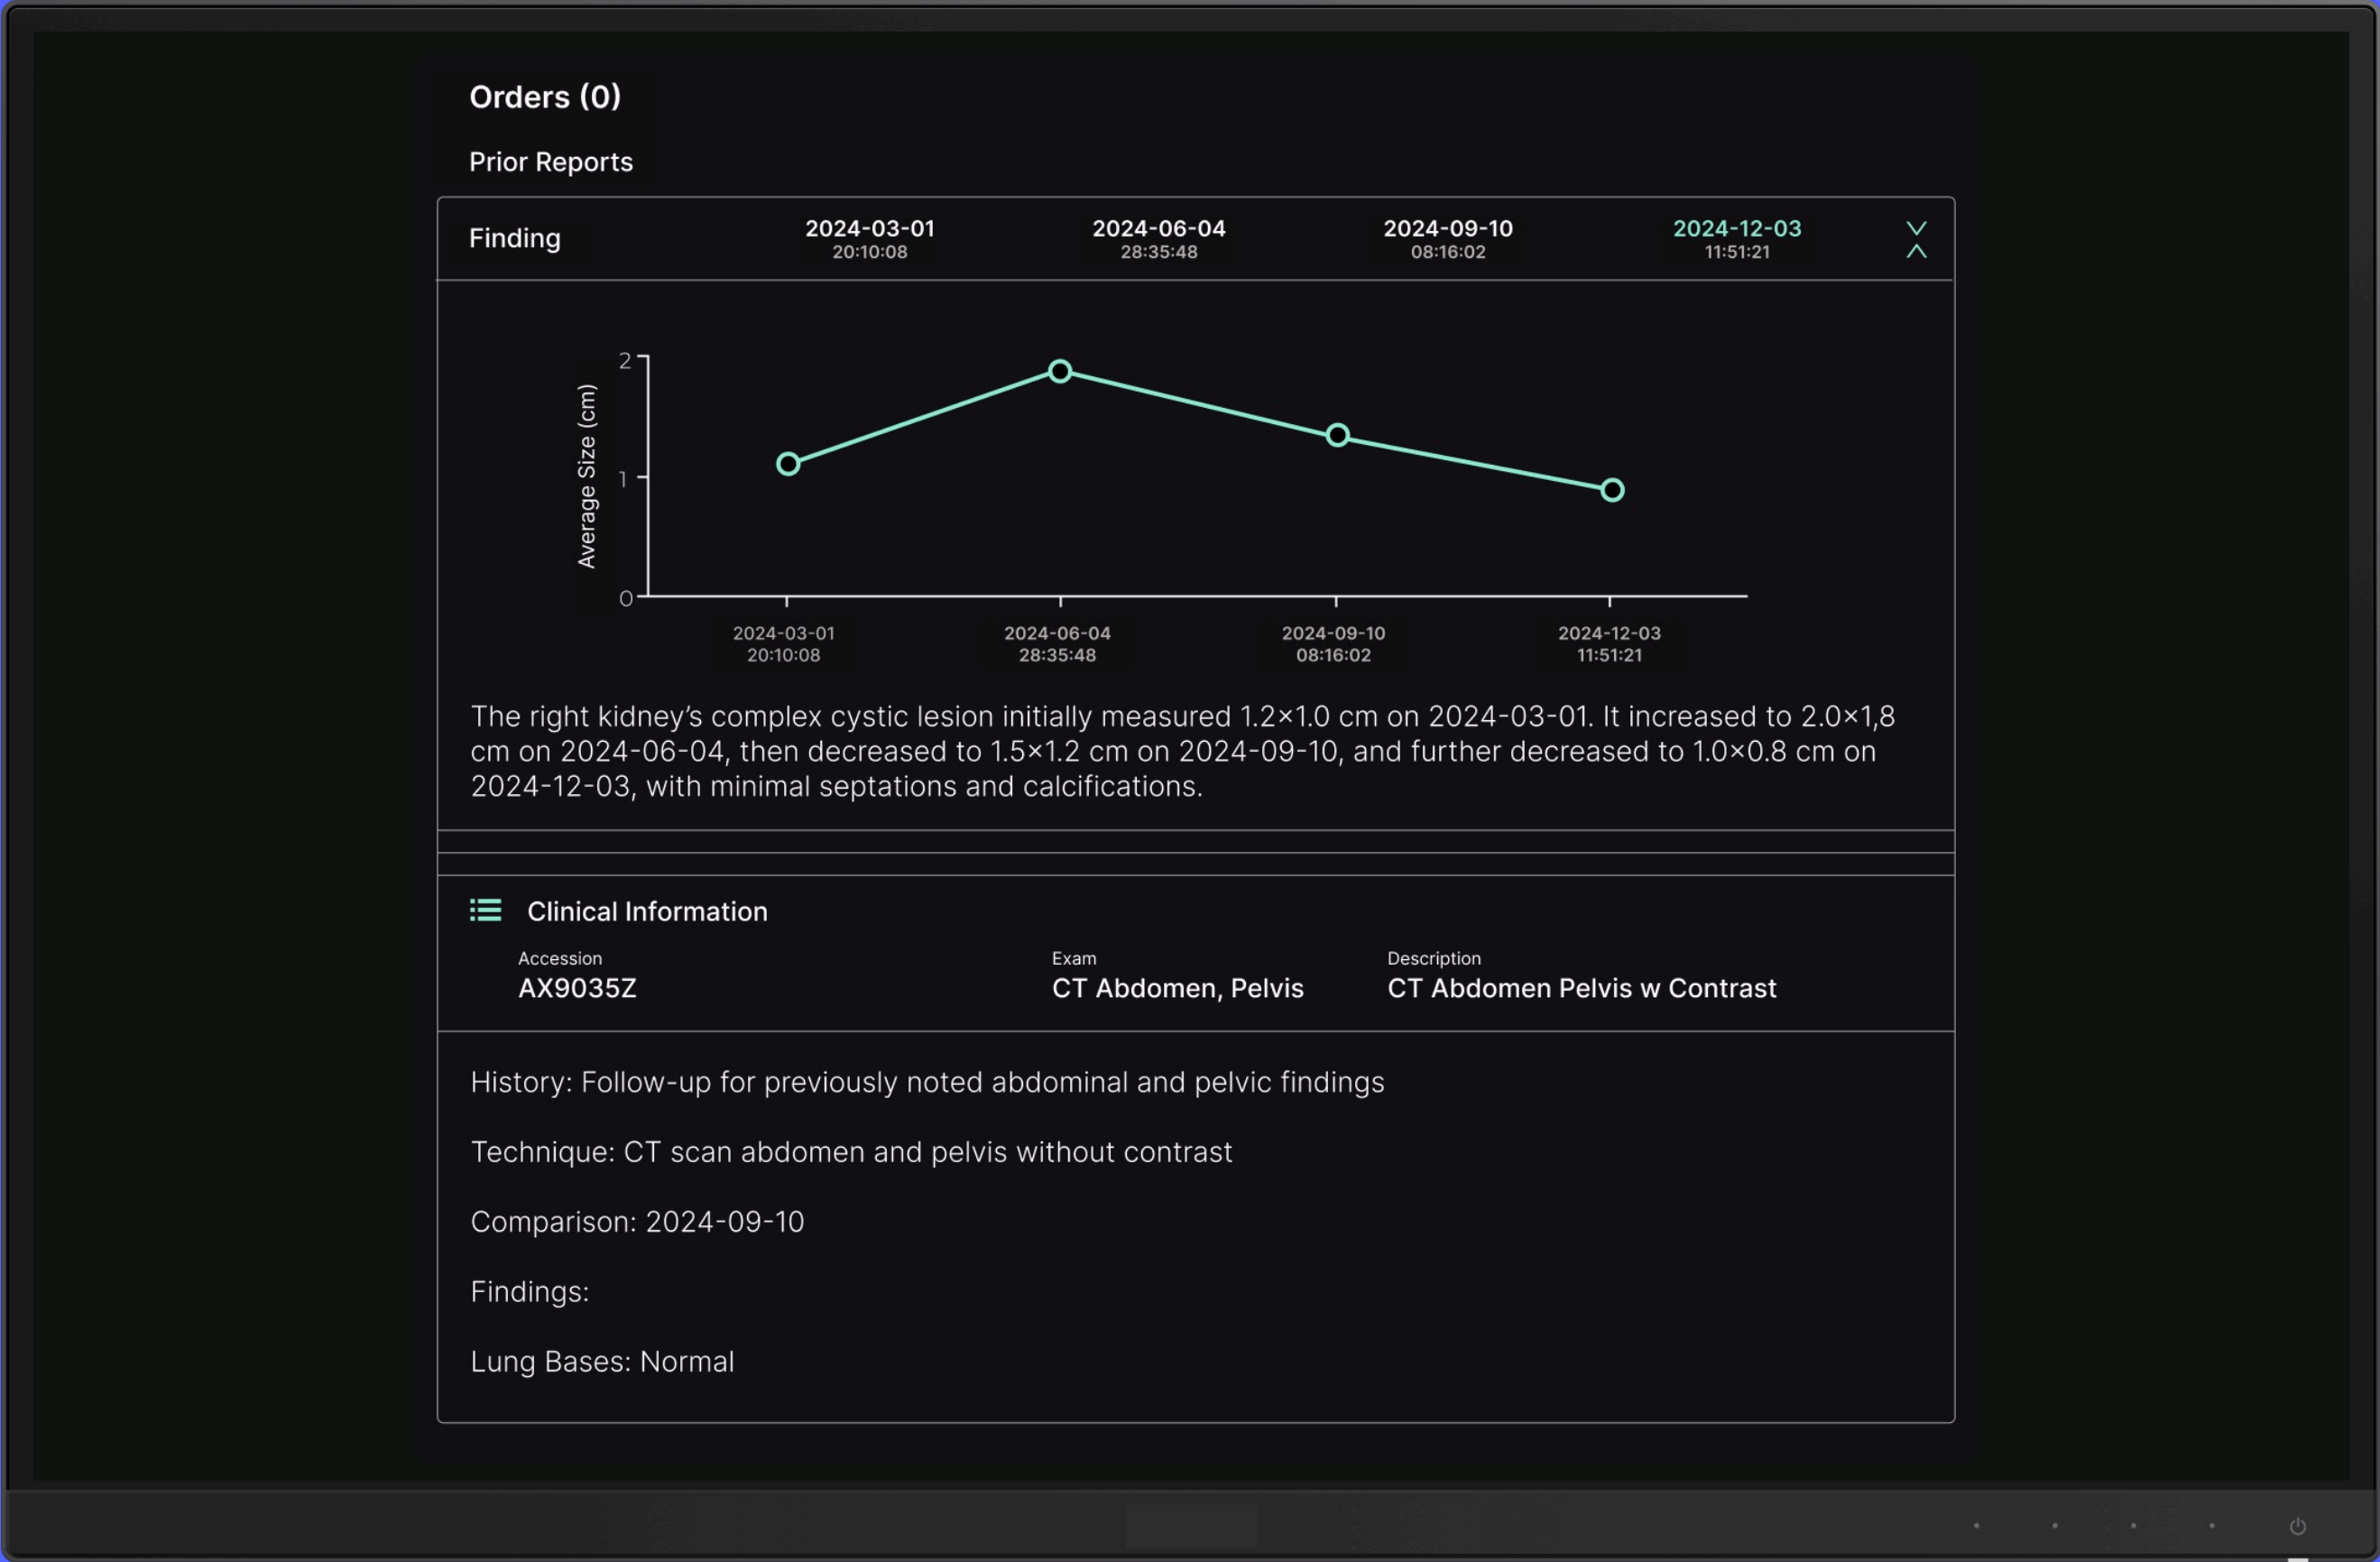 Orders (0)
Prior Reports
Finding
2024-03-01
20:10:08
2024-06-04
28:35:48
2024-09-10
08:16:02
2024-12-03
11:51:21
Average Size (cm)
2
1
0
2024-03-01
20:10:08
2024-06-04
28:35:48
2024-09-10
08:16:02
2024-12-03
11:51:21
The right kidney’s complex cystic lesion initially measured 1.2×1.0 cm on 2024-03-01. It increased to 2.0×1,8
cm on 2024-06-04, then decreased to 1.5×1.2 cm on 2024-09-10, and further decreased to 1.0×0.8 cm on
2024-12-03, with minimal septations and calcifications.
Clinical Information
Accession
AX9035Z
Exam
CT Abdomen, Pelvis
Description
CT Abdomen Pelvis w Contrast
History: Follow-up for previously noted abdominal and pelvic findings
Technique: CT scan abdomen and pelvis without contrast
Comparison: 2024-09-10
Findings:
Lung Bases: Normal